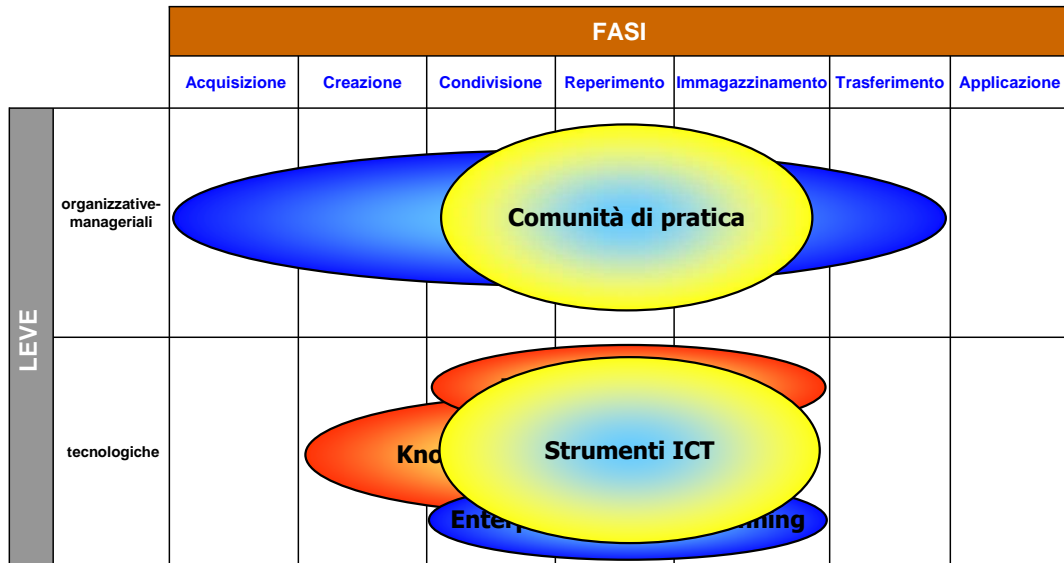 FASI
Acquisizione Creazione Condivisione Reperimento Immagazzinamento Trasferimento Applicazione
LEVE
organizzative-
manageriali
Comunità di pratica
tecnologiche
Strumenti ICT